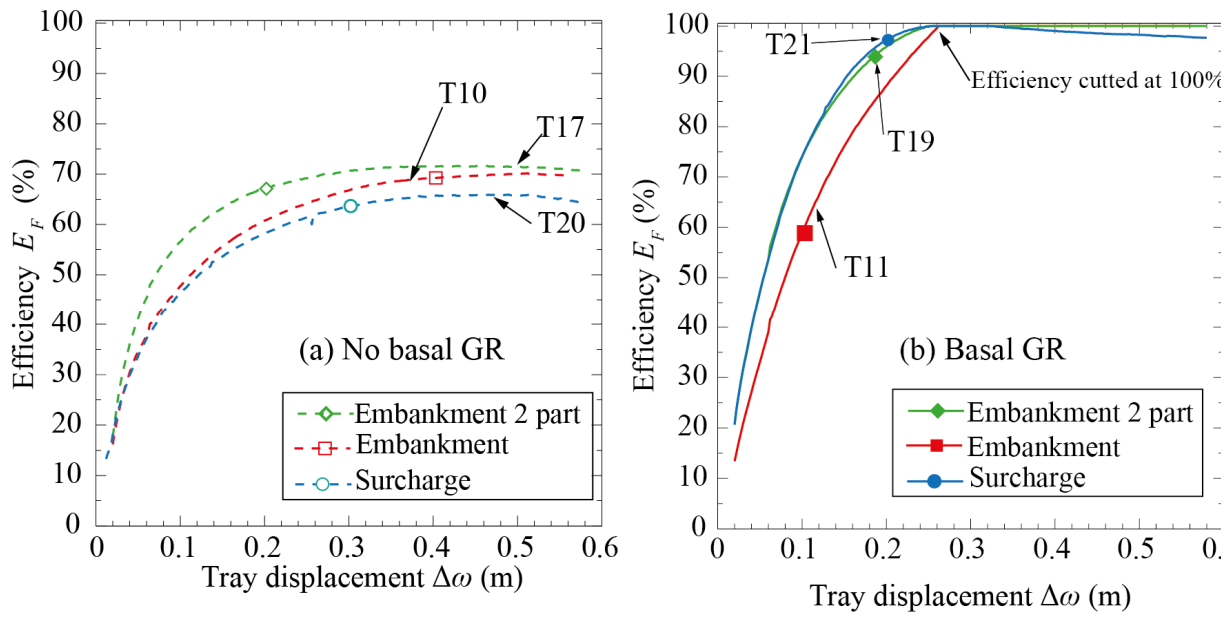 100
90
80
70
60
50
40
30
20
10
0
Efficiency E_F (%)
T10
T17
T20
(a) No basal GR
Embankment 2 part
Embankment
Surcharge
0 0.1 0.2 0.3 0.4 0.5 0.6
Tray displacement Δω (m)
100
90
80
70
60
50
40
30
20
10
0
Efficiency E_F (%)
T21
Efficiency cutted at 100%
T19
T11
(b) Basal GR
Embankment 2 part
Embankment
Surcharge
0 0.1 0.2 0.3 0.4 0.5 0.
Tray displacement Δω (m)